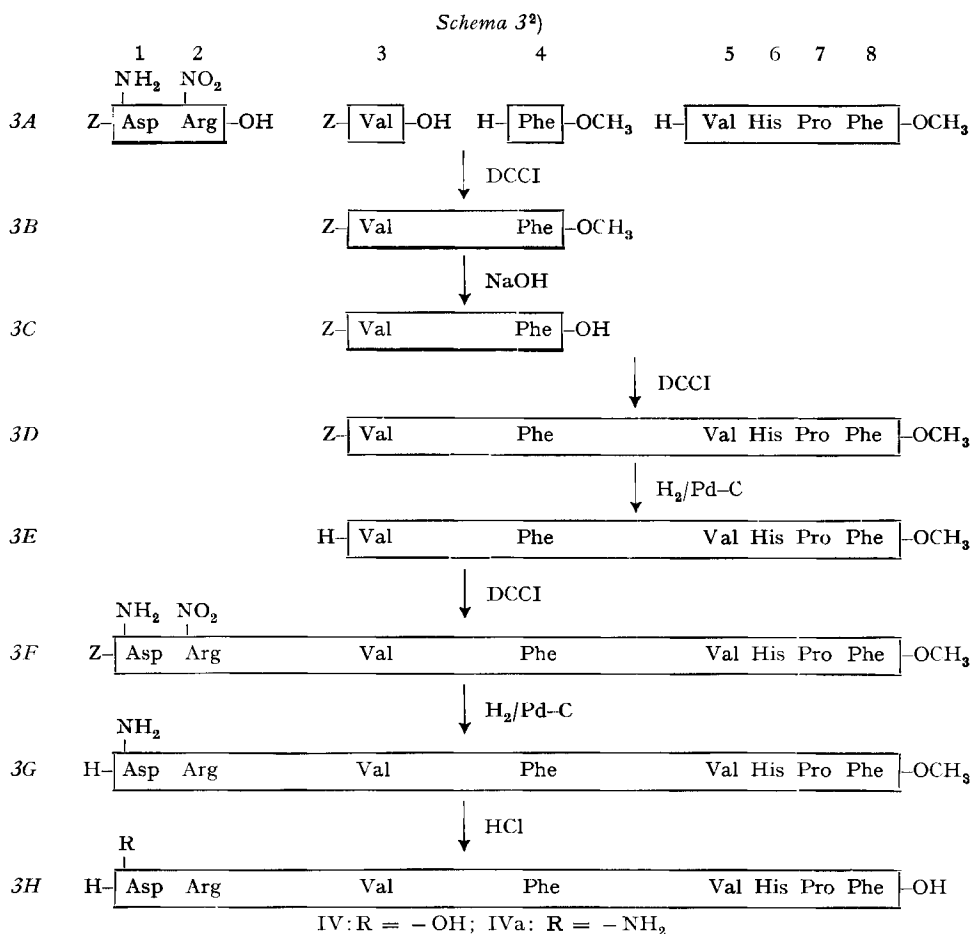 Schema 3²)
1 2 3 4 5 6 7 8
NH₂ NO₂
3A Z- Asp Arg -OH Z- Val -OH H- Phe -OCH₃ H- Val His Pro Phe -OCH₃
DCCI
3B Z- Val Phe -OCH₃
NaOH
3C Z- Val Phe -OH
DCCI
3D Z- Val Phe Val His Pro Phe -OCH₃
H₂/Pd-C
3E H- Val Phe Val His Pro Phe -OCH₃
DCCI
NH₂ NO₂
3F Z- Asp Arg Val Phe Val His Pro Phe -OCH₃
H₂/Pd-C
NH₂
3G H- Asp Arg Val Phe Val His Pro Phe -OCH₃
HCl
R
3H H- Asp Arg Val Phe Val His Pro Phe -OH
IV: R = -OH; IVa: R = -NH₂